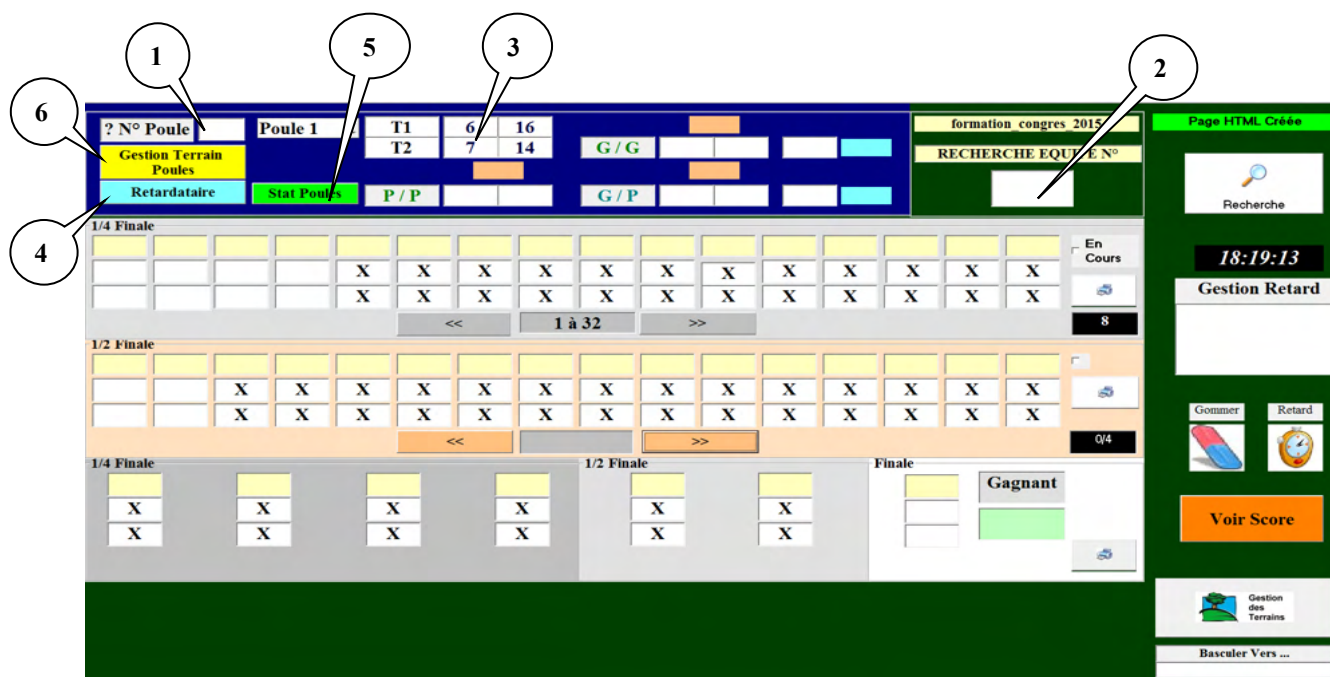 1
5
3
2
6
4
? N° Poule
Poule 1
T1 6 16
T2 7 14
Gestion Terrain
Poules
Retardataire
Stat Poules
P / P
G / G
G / P
formation_congres_2015
RECHERCHE EQUIPE N°
Page HTML Créée
Recherche
18:19:13
Gestion Retard
1/4 Finale
En
Cours
X X X X X X X X X X X X
X X X X X X X X X X X X
<< 1 à 32 >>
8
1/2 Finale
X X X X X X X X X X X X X X
X X X X X X X X X X X X X X
<< >>
0/4
Gommer Retard
1/4 Finale
X X X X
X X X X
1/2 Finale
X X
X X
Finale
Gagnant
Voir Score
Gestion
des
Terrains
Basculer Vers ...